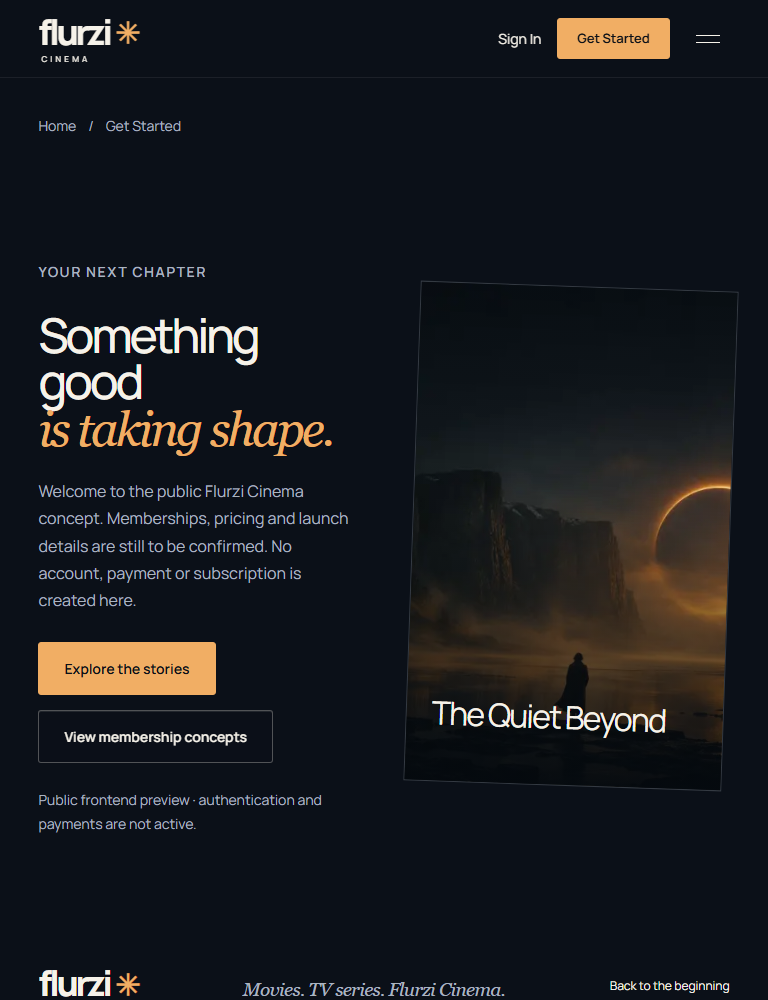 flurzi
CINEMA
Sign In
Get Started
Home / Get Started
YOUR NEXT CHAPTER
Something
good
is taking shape.
Welcome to the public Flurzi Cinema
concept. Memberships, pricing and launch
details are still to be confirmed. No
account, payment or subscription is
created here.
Explore the stories
View membership concepts
Public frontend preview · authentication and
payments are not active.
The Quiet Beyond
flurzi
Movies. TV series. Flurzi Cinema.
Back to the beginning